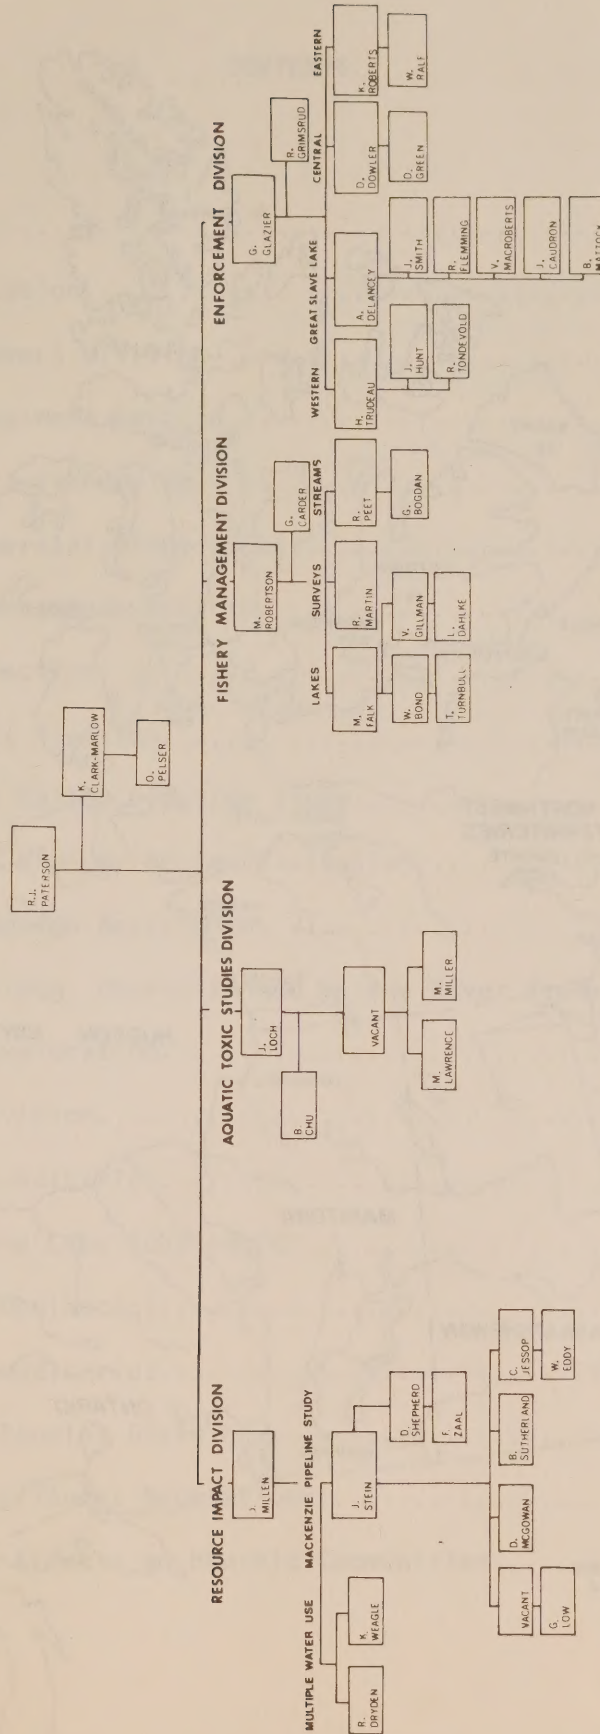 R.J.
PATERSON
K.
CLARK-MARLOW
O.
PELSER
RESOURCE IMPACT DIVISION
J.
MILLEN
MULTIPLE WATER USE
MACKENZIE PIPELINE STUDY
R.
DRYDEN
K.
WEAGLE
J.
STEIN
D.
SHEPHERD
F.
ZAAL
VACANT
G.
LOW
D.
MCGOWAN
B.
SUTHERLAND
C.
JESSOP
W.
EDDY
AQUATIC TOXIC STUDIES DIVISION
J.
LOCH
B.
CHU
VACANT
M.
LAWRENCE
M.
MILLER
FISHERY MANAGEMENT DIVISION
M.
ROBERTSON
G.
CARDER
LAKES
SURVEYS
STREAMS
M.
FALK
R.
MARTIN
R.
PEET
W.
BOND
V.
GILLMAN
G.
BOGDAN
T.
TURNBULL
L.
DAHLKE
ENFORCEMENT DIVISION
G.
GLAZIER
R.
GRIMSRUD
WESTERN
GREAT SLAVE LAKE
CENTRAL
EASTERN
H.
TRUDEAU
A.
DELANCEY
D.
DOWLER
K.
ROBERTS
J.
HUNT
R.
TONDEVOLD
J.
SMITH
R.
FLEMMING
V.
MACROBERTS
J.
CAUDRON
B.
MATTOCK
D.
GREEN
W.
RALF